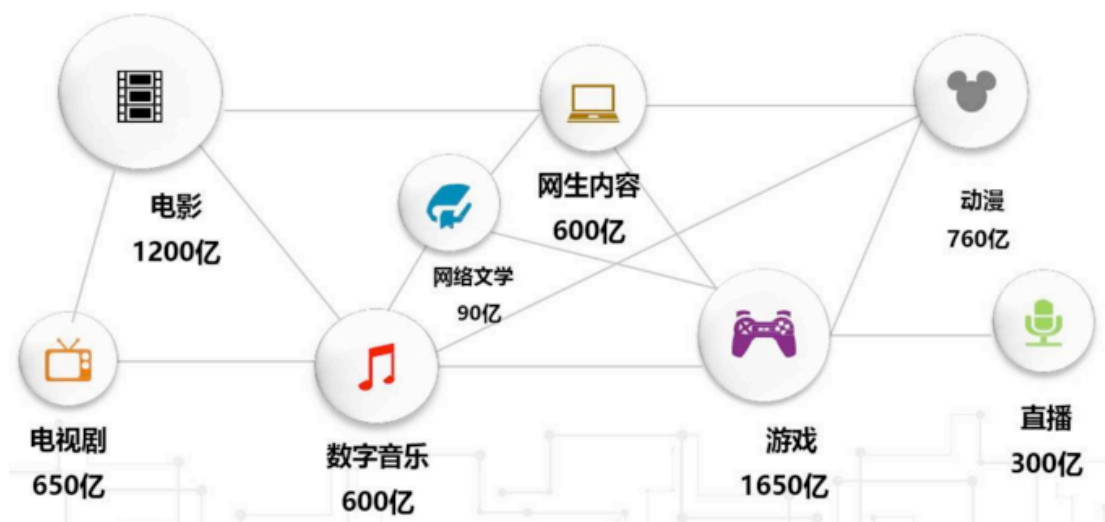 电影
1200亿
网生内容
600亿
动漫
760亿
网络文学
90亿
电视剧
650亿
数字音乐
600亿
游戏
1650亿
直播
300亿